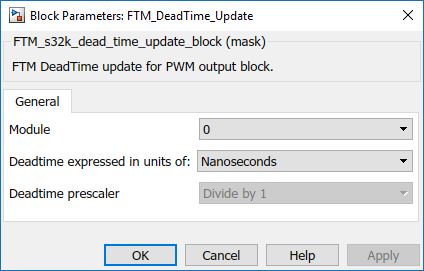 Block Parameters: FTM_DeadTime_Update
FTM_s32k_dead_time_update_block (mask)
FTM DeadTime update for PWM output block.
General
Module 0
Deadtime expressed in units of: Nanoseconds
Deadtime prescaler Divide by 1
OK Cancel Help Apply